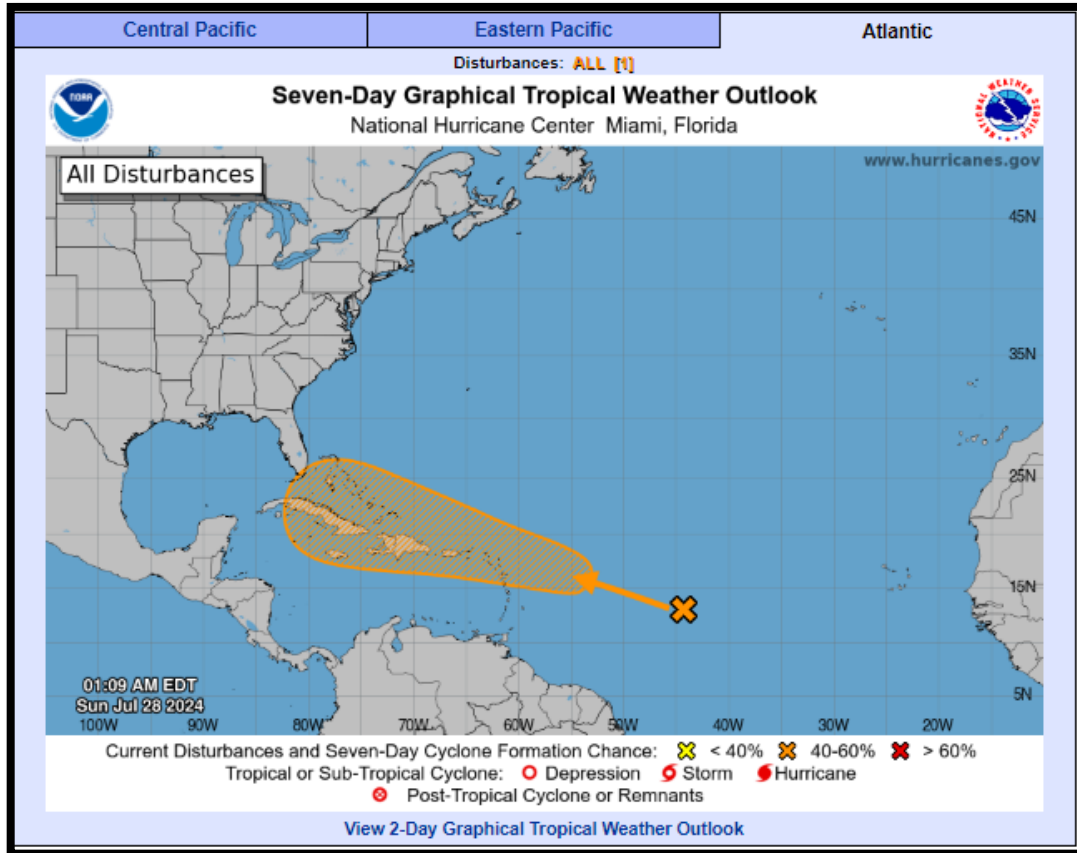 Central Pacific
Eastern Pacific
Atlantic
Disturbances: ALL [1]
NOAA
Seven-Day Graphical Tropical Weather Outlook
National Hurricane Center Miami, Florida
NATIONAL WEATHER SERVICE
All Disturbances
www.hurricanes.gov
45N
35N
25N
15N
5N
01:09 AM EDT
Sun Jul 28 2024
100W 90W 80W 70W 60W 50W 40W 30W 20W
Current Disturbances and Seven-Day Cyclone Formation Chance: < 40% 40-60% > 60%
Tropical or Sub-Tropical Cyclone: Depression Storm Hurricane
Post-Tropical Cyclone or Remnants
View 2-Day Graphical Tropical Weather Outlook